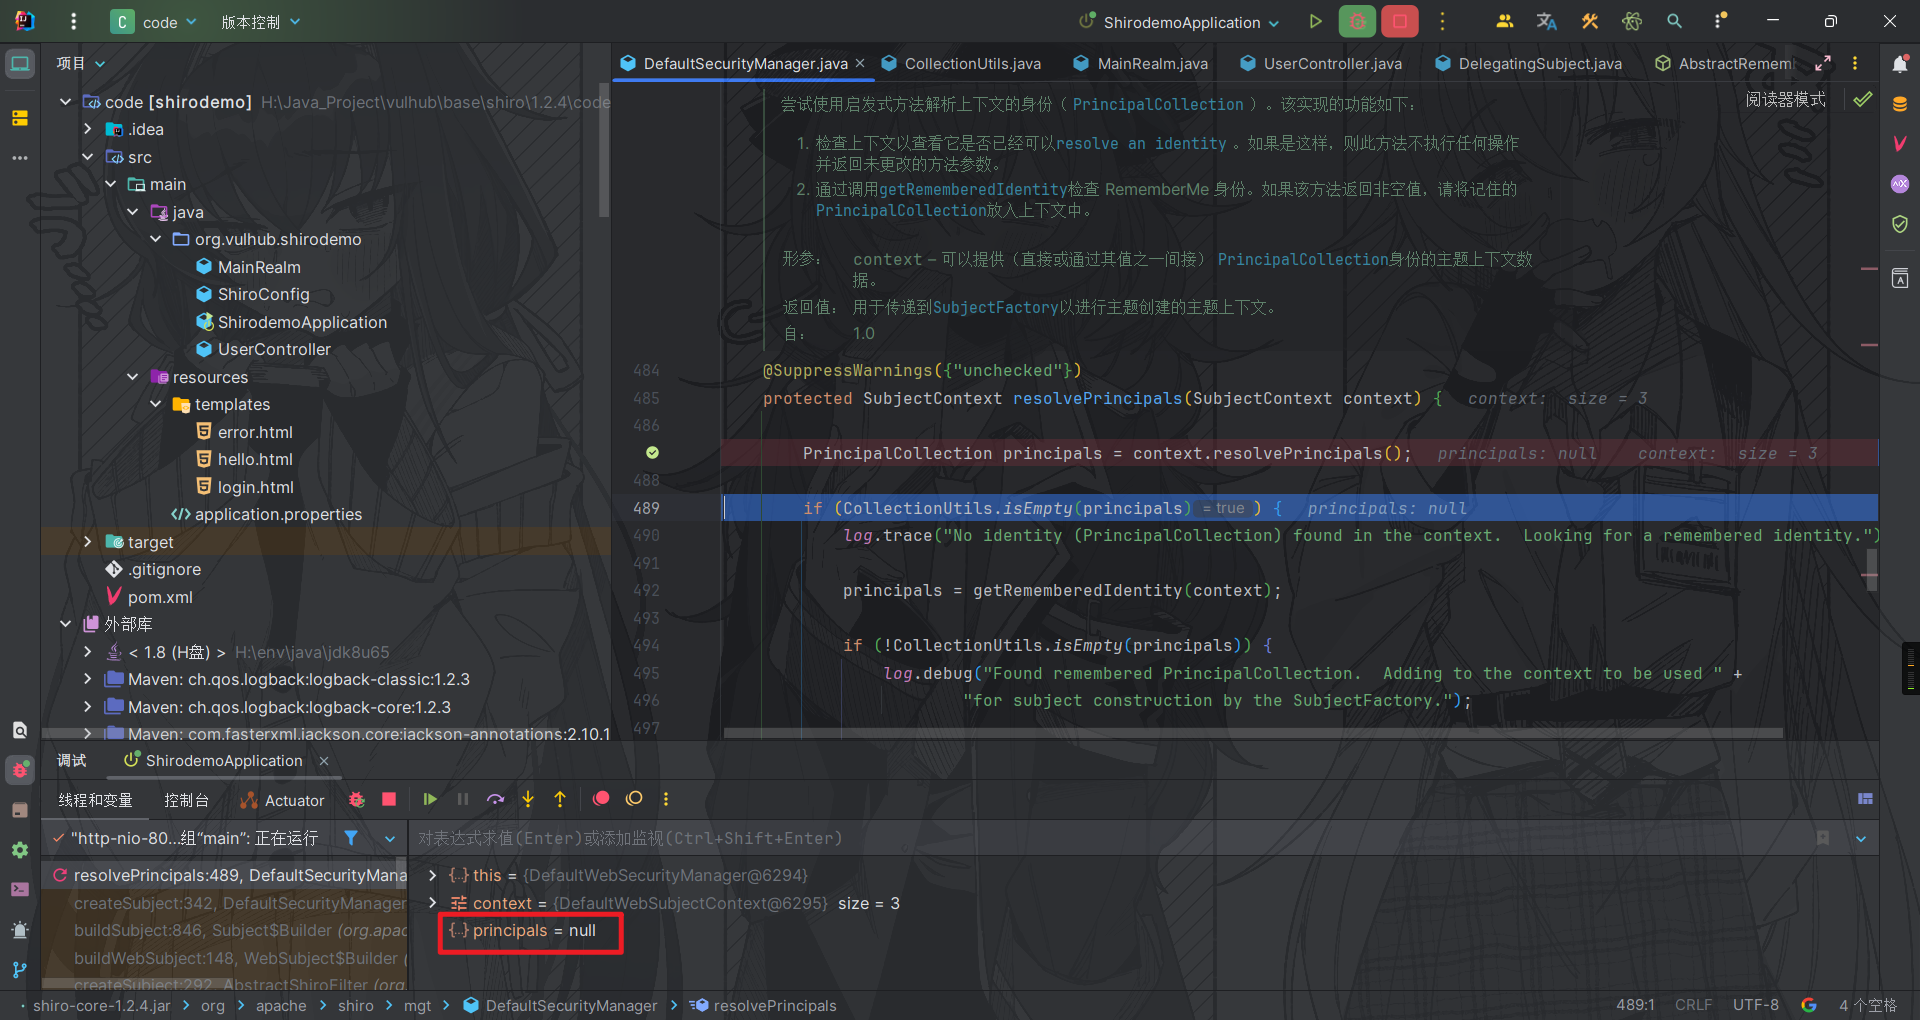 C code 版本控制 ShirodemoApplication
项目
DefaultSecurityManager.java CollectionUtils.java MainRealm.java UserController.java DelegatingSubject.java AbstractRemem
code [shirodemo] H:\Java_Project\vulhub\base\shiro\1.2.4\code
.idea
src
main
java
org.vulhub.shirodemo
MainRealm
ShiroConfig
ShirodemoApplication
UserController
resources
templates
error.html
hello.html
login.html
application.properties
target
.gitignore
pom.xml
外部库
< 1.8 (H盘) > H:\env\java\jdk8u65
Maven: ch.qos.logback:logback-classic:1.2.3
Maven: ch.qos.logback:logback-core:1.2.3
Maven: com.fasterxml.jackson.core:jackson-annotations:2.10.1
阅读器模式
尝试使用启发式方法解析上下文的身份（ PrincipalCollection ）。该实现的功能如下：
1. 检查上下文以查看它是否已经可以resolve an identity 。如果是这样，则此方法不执行任何操作
并返回未更改的方法参数。
2. 通过调用getRememberedIdentity检查 RememberMe 身份。如果该方法返回非空值，请将记住的
PrincipalCollection放入上下文中。
形参： context – 可以提供（直接或通过其值之一间接） PrincipalCollection身份的主题上下文数
据。
返回值： 用于传递到SubjectFactory以进行主题创建的主题上下文。
自： 1.0
484 @SuppressWarnings({"unchecked"})
485 protected SubjectContext resolvePrincipals(SubjectContext context) { context: size = 3
486
PrincipalCollection principals = context.resolvePrincipals(); principals: null context: size = 3
488
489 if (CollectionUtils.isEmpty(principals) = true ) { principals: null
490 log.trace("No identity (PrincipalCollection) found in the context.  Looking for a remembered identity.")
491
492 principals = getRememberedIdentity(context);
493
494 if (!CollectionUtils.isEmpty(principals)) {
495 log.debug("Found remembered PrincipalCollection.  Adding to the context to be used " +
496 "for subject construction by the SubjectFactory.");
497
调试 ShirodemoApplication
线程和变量 控制台 Actuator
"http-nio-80...组“main”: 正在运行
对表达式求值(Enter)或添加监视(Ctrl+Shift+Enter)
resolvePrincipals:489, DefaultSecurityMana
createSubject:342, DefaultSecurityManager
buildSubject:846, Subject$Builder (org.apac
buildWebSubject:148, WebSubject$Builder (
createSubject:292, AbstractShiroFilter (org
this = {DefaultWebSecurityManager@6294}
context = {DefaultWebSubjectContext@6295} size = 3
principals = null
shiro-core-1.2.4.jar > org > apache > shiro > mgt > DefaultSecurityManager > resolvePrincipals
489:1 CRLF UTF-8 4 个空格